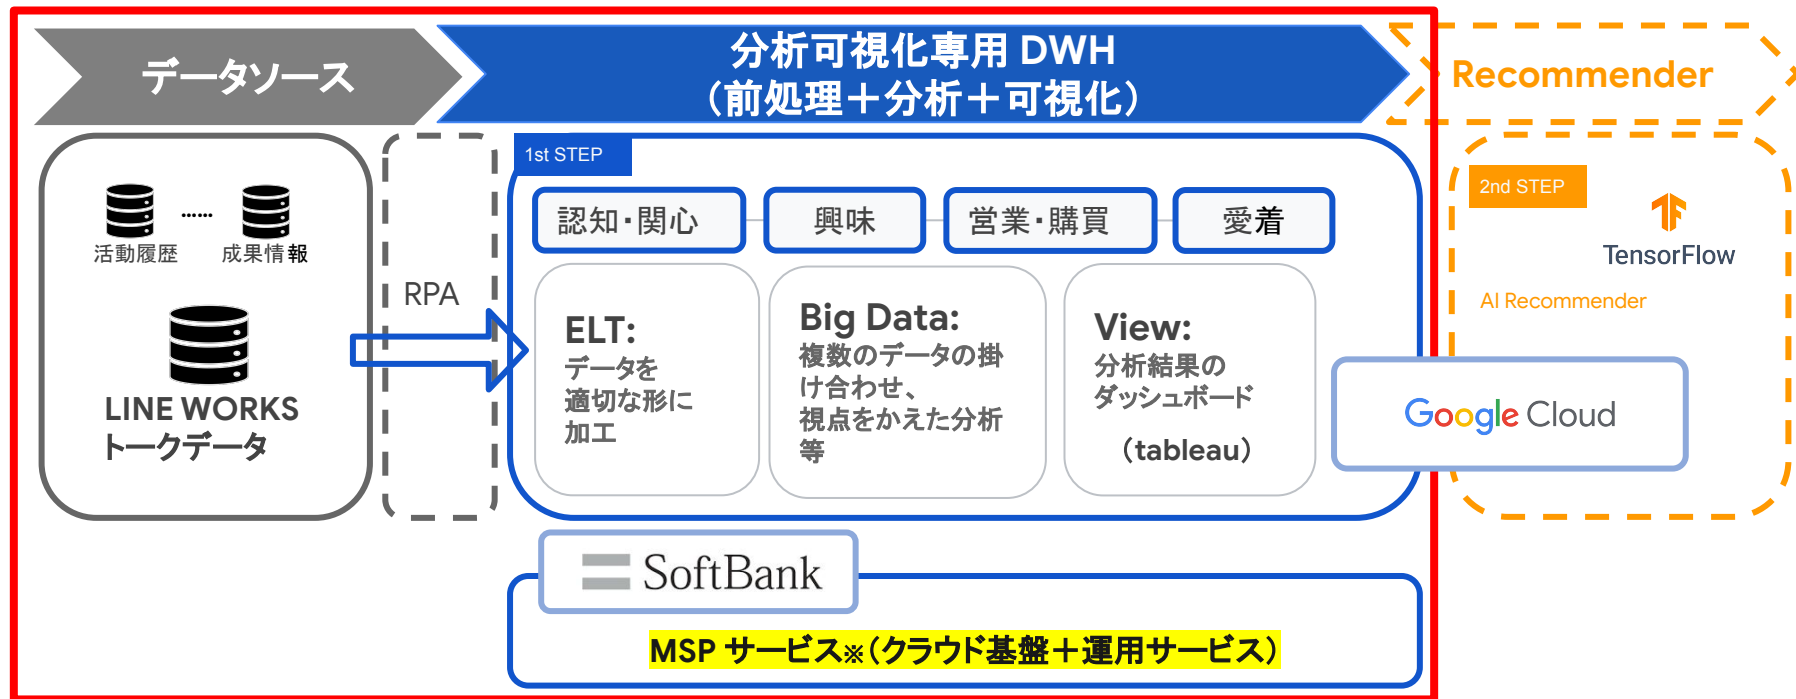 データソース
分析可視化専用 DWH
（前処理＋分析＋可視化）
Recommender
活動履歴
……
成果情報
LINE WORKS
トークデータ
RPA
1st STEP
認知・関心
興味
営業・購買
愛着
ELT:
データを
適切な形に
加工
Big Data:
複数のデータの掛
け合わせ、
視点をかえた分析
等
View:
分析結果の
ダッシュボード
（tableau）
2nd STEP
TensorFlow
AI Recommender
Google Cloud
SoftBank
MSP サービス※（クラウド基盤＋運用サービス）